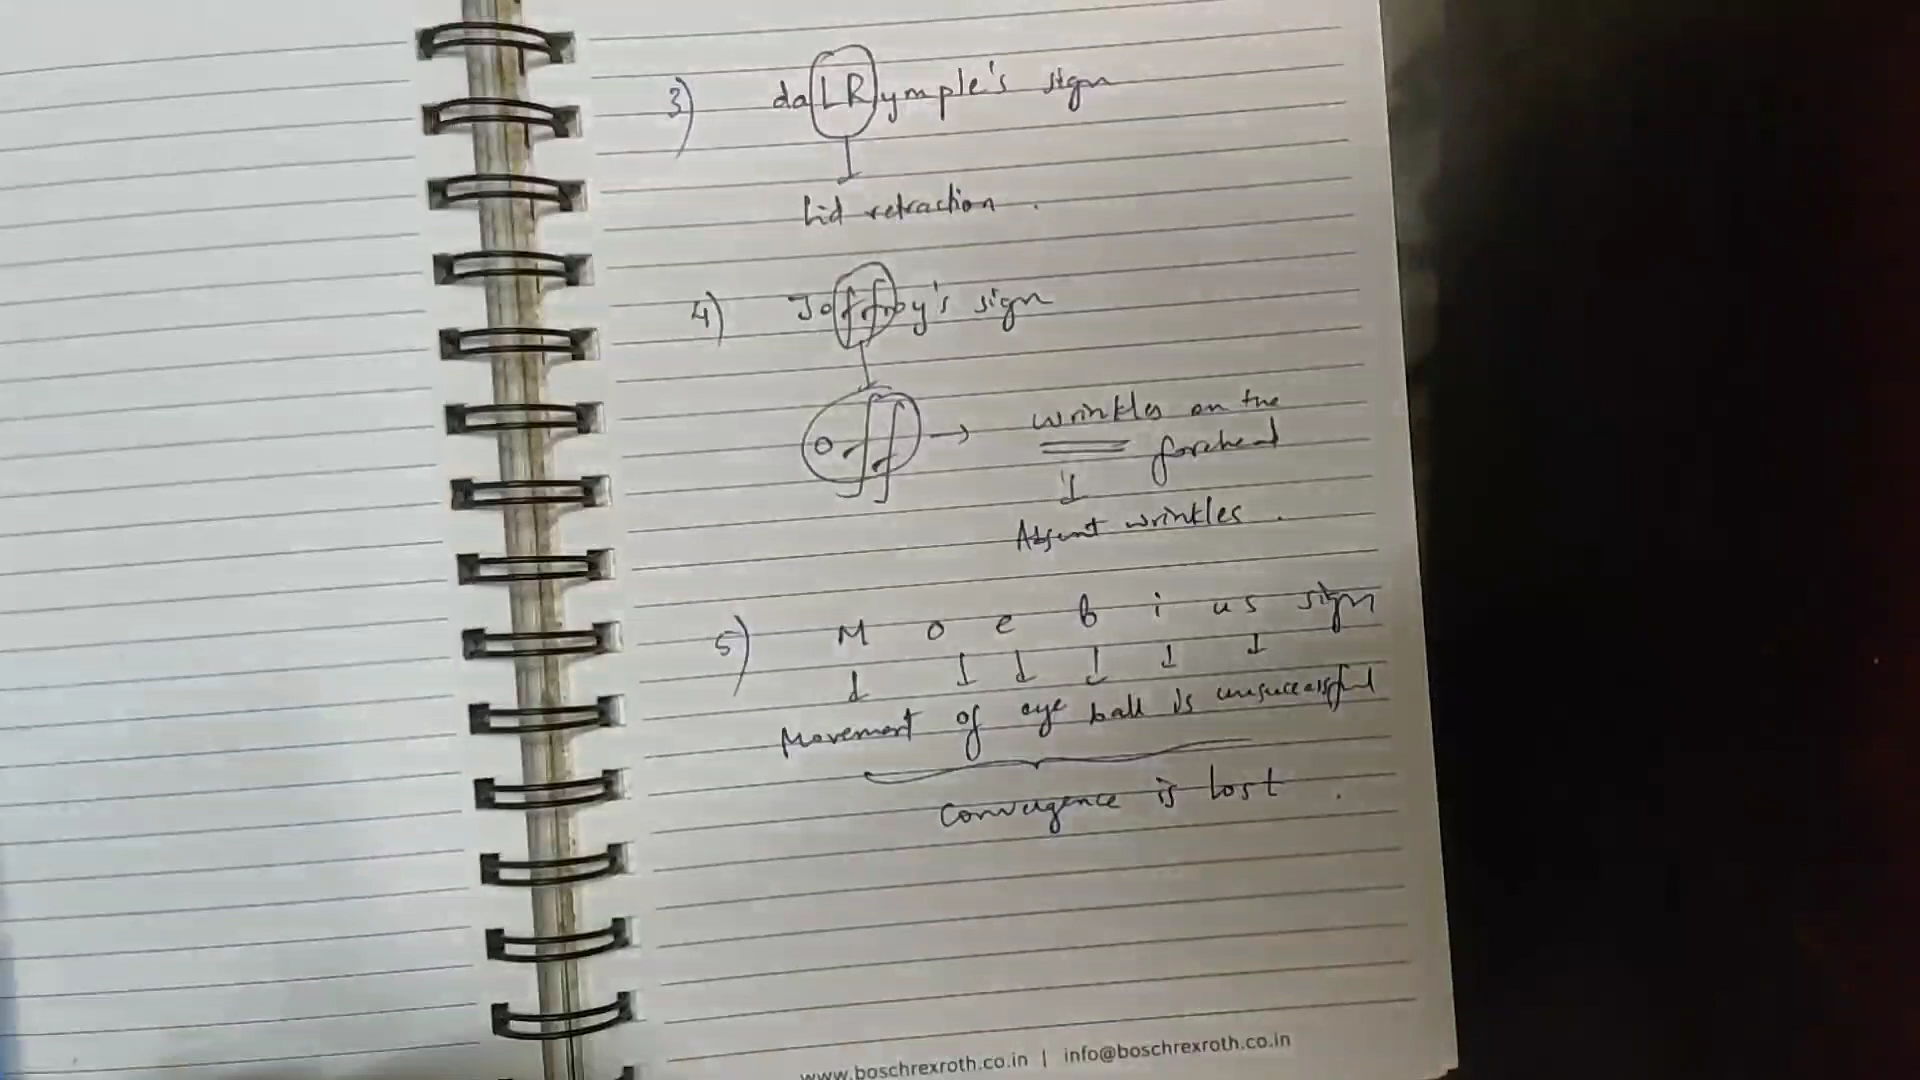 3) daLRymple's sign
Lid retraction.
4) Joffroy's sign
off → wrinkles on the
forehead
Absent wrinkles.
5) M o e b i us sign
Movement of eye ball is unsuccessful
Convergence is lost.
www.boschrexroth.co.in | info@boschrexroth.co.in